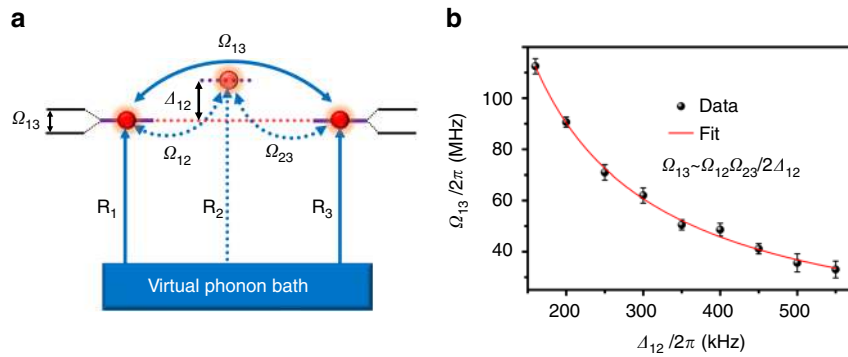 a
Ω13
Δ12
Ω13
Ω12
Ω23
R1
R2
R3
Virtual phonon bath
b
Ω13/2π (MHz)
100
80
60
40
Data
Fit
Ω13~Ω12Ω23/2Δ12
200
300
400
500
Δ12/2π (kHz)